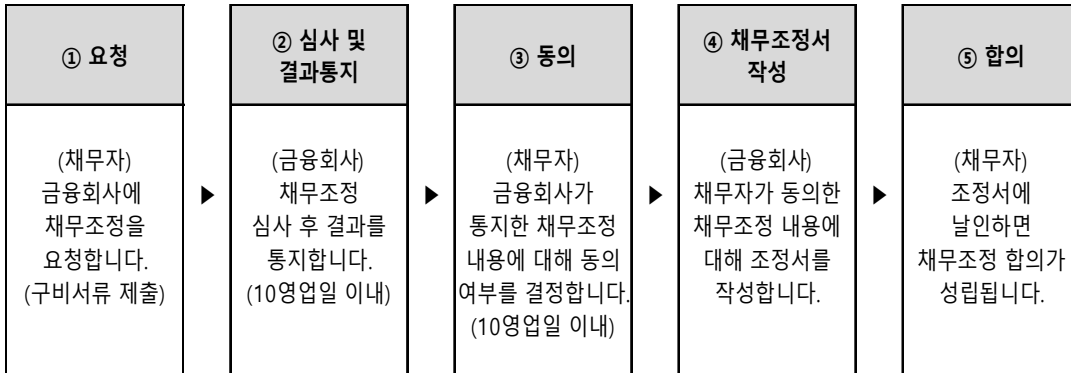 ① 요청
(채무자)
금융회사에
채무조정을
요청합니다.
(구비서류 제출)
▶
② 심사 및
결과통지
(금융회사)
채무조정
심사 후 결과를
통지합니다.
(10영업일 이내)
▶
③ 동의
(채무자)
금융회사가
통지한 채무조정
내용에 대해 동의
여부를 결정합니다.
(10영업일 이내)
▶
④ 채무조정서
작성
(금융회사)
채무자가 동의한
채무조정 내용에
대해 조정서를
작성합니다.
▶
⑤ 합의
(채무자)
조정서에
날인하면
채무조정 합의가
성립됩니다.